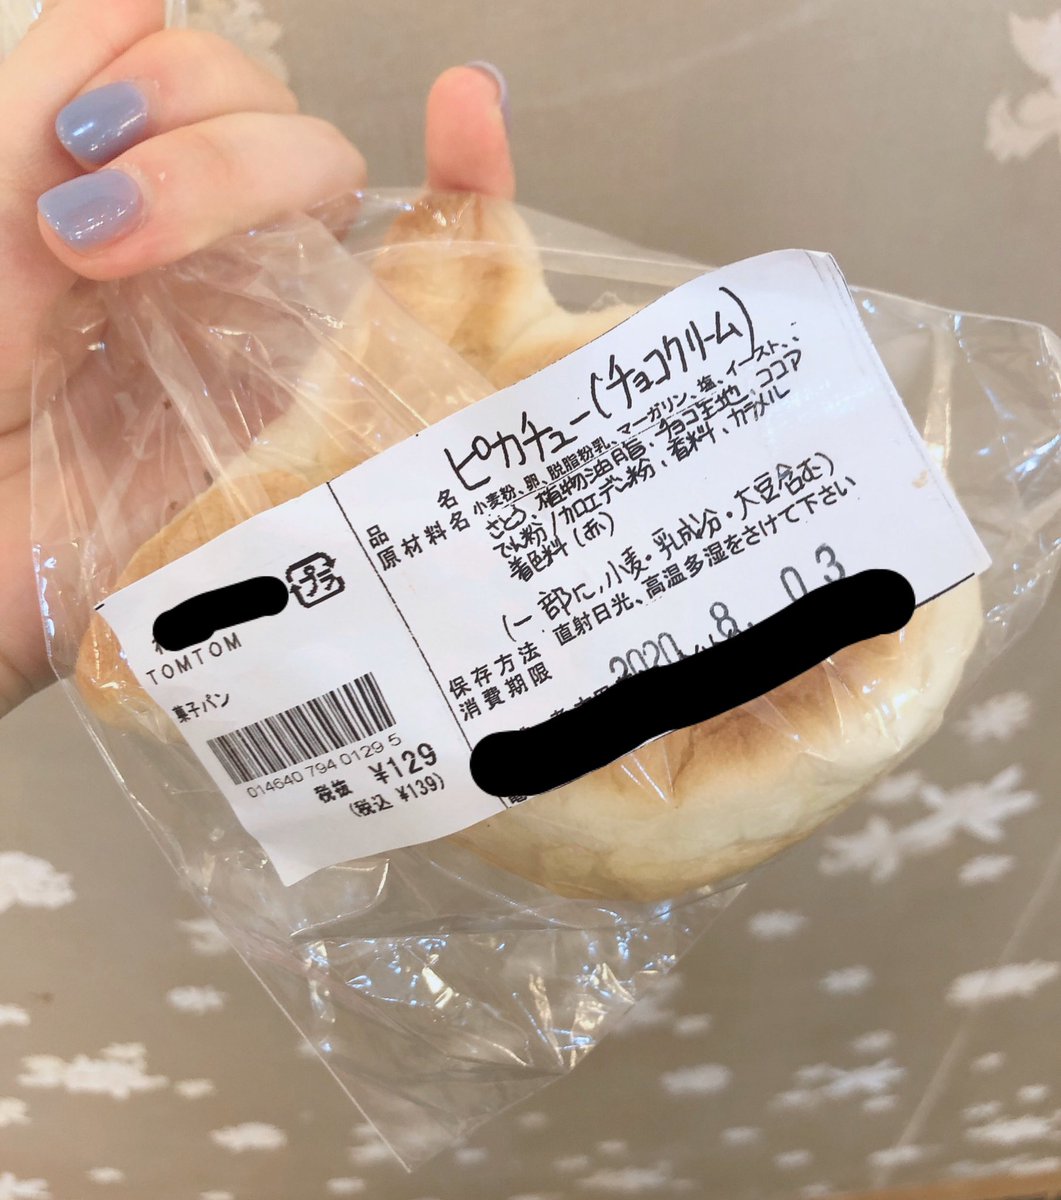 プラ
TOMTOM
菓子パン
014640 794 0129 5
税抜 ¥129
(税込 ¥139)
品名 ピカチュー(チョコクリーム)
原材料名 小麦粉、卵、脱脂粉乳、マーガリン、塩、イースト、
さとう、植物油脂・チョコ生地、ココア
でん粉/加工デン粉、香料、カラメル
着色料(赤)
(一部に小麦・乳成分・大豆含む)
保存方法 直射日光、高温多湿をさけて下さい
消費期限 2020. 8. 03